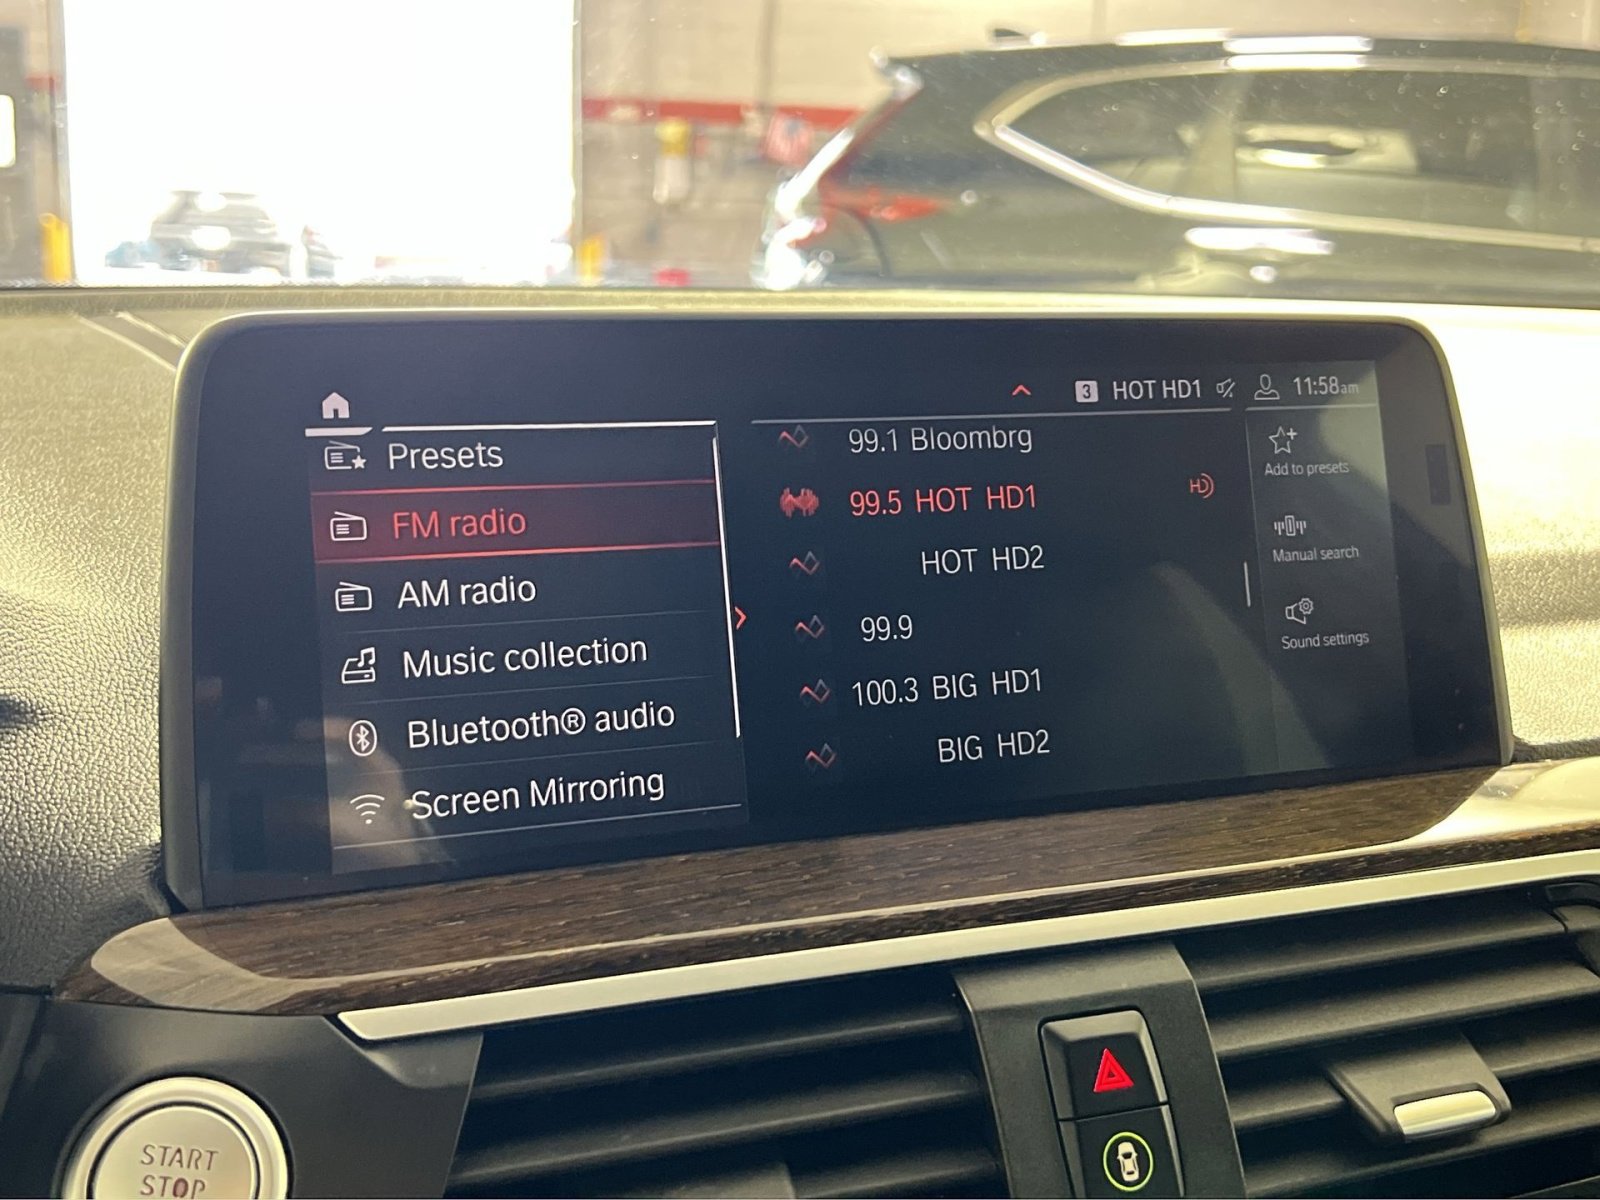 3 HOT HD1 11:58am
Presets
FM radio
AM radio
Music collection
Bluetooth® audio
Screen Mirroring
99.1 Bloombrg
99.5 HOT HD1 HD
HOT HD2
99.9
100.3 BIG HD1
BIG HD2
Add to presets
Manual search
Sound settings
START
STOP